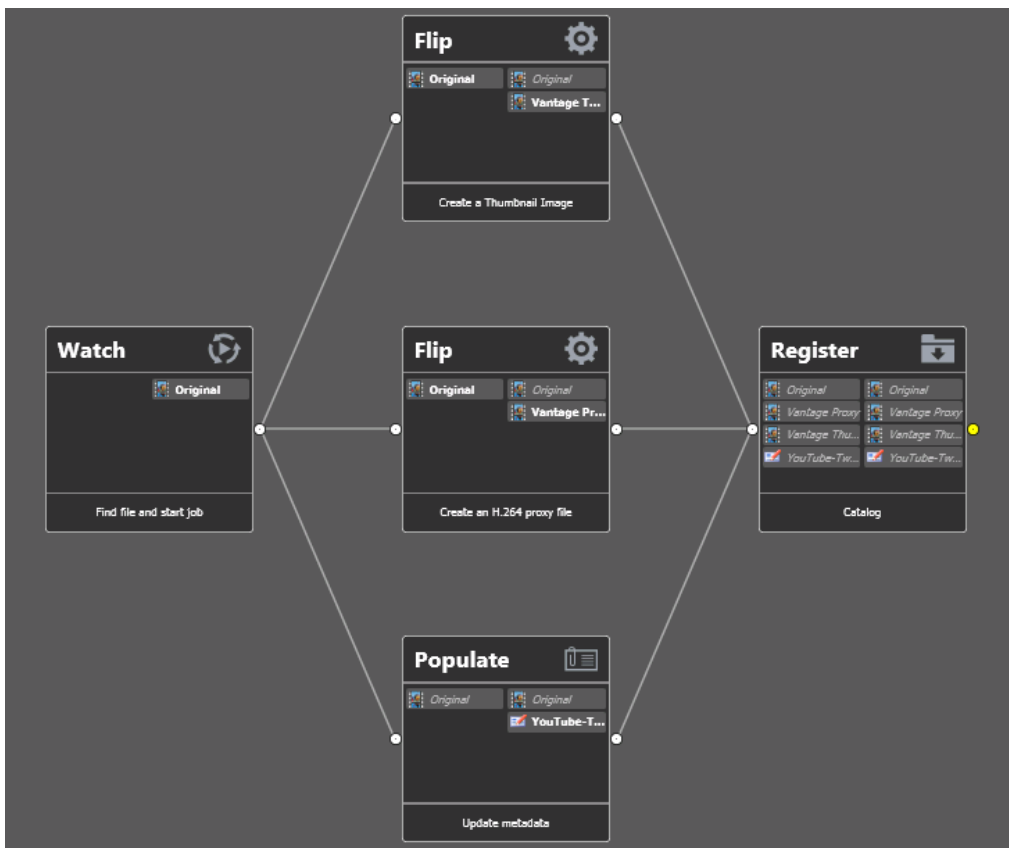 Flip
Original Original
Vantage T...
Create a Thumbnail Image
Watch
Original
Find file and start job
Flip
Original Original
Vantage Pr...
Create an H.264 proxy file
Register
Original Original
Vantage Proxy Vantage Proxy
Vantage Thu... Vantage Thu...
YouTube-Tw... YouTube-Tw...
Catalog
Populate
Original Original
YouTube-T...
Update metadata